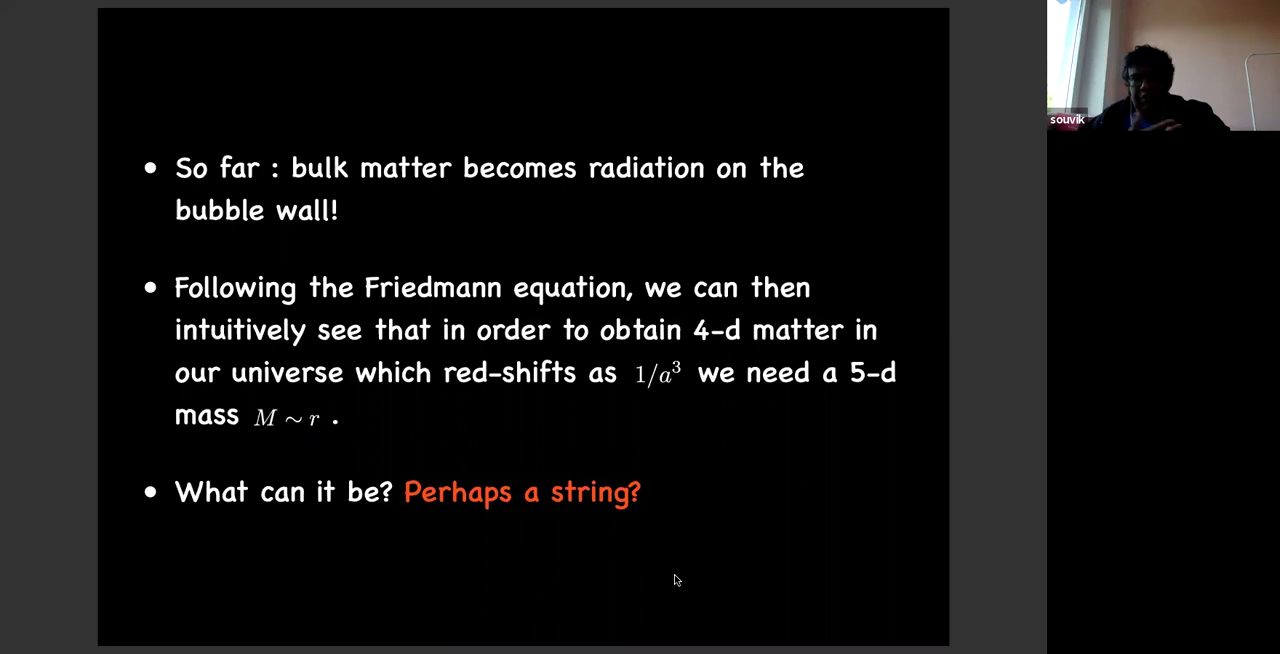 • So far : bulk matter becomes radiation on the
bubble wall!
• Following the Friedmann equation, we can then
intuitively see that in order to obtain 4-d matter in
our universe which red-shifts as 1/a³ we need a 5-d
mass M ∼ r .
• What can it be? Perhaps a string?
souvik